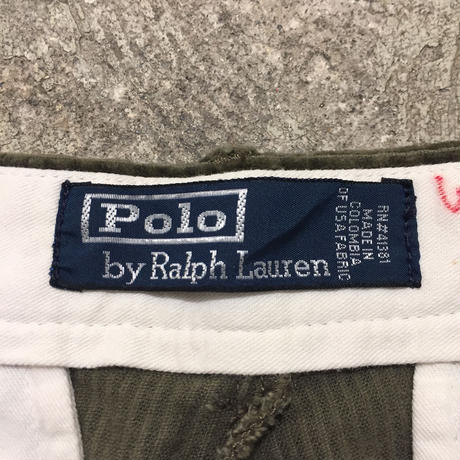 Polo
by Ralph Lauren
RN#41381
MADE IN
COLOMBIA
OF USA FABRIC